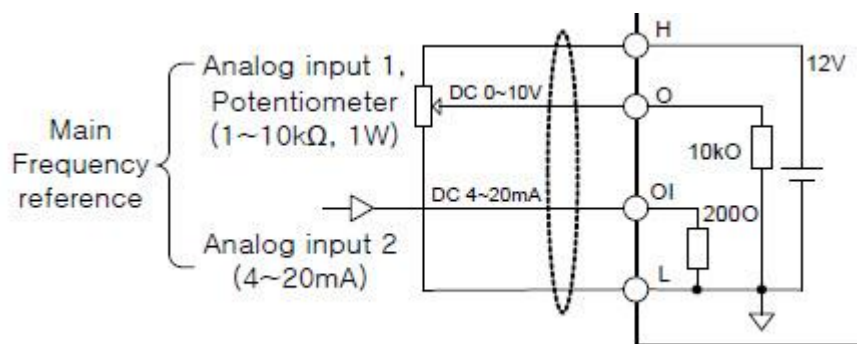 Main
Frequency
reference
Analog input 1,
Potentiometer
(1~10kΩ, 1W)
Analog input 2
(4~20mA)
DC 0~10V
DC 4~20mA
H
O
OI
L
12V
10kO
200O